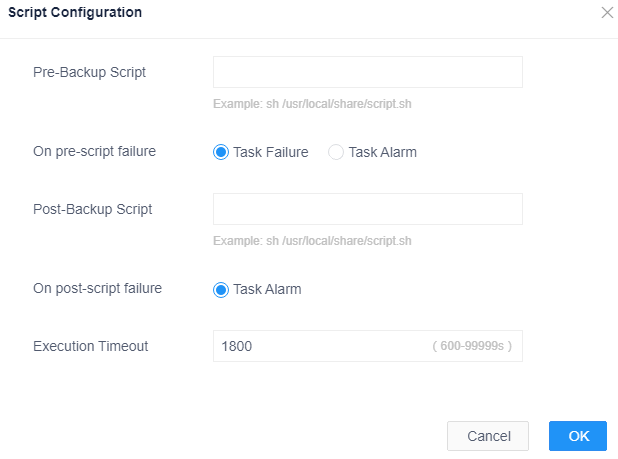 Script Configuration
Pre-Backup Script
Example: sh /usr/local/share/script.sh
On pre-script failure Task Failure Task Alarm
Post-Backup Script
Example: sh /usr/local/share/script.sh
On post-script failure Task Alarm
Execution Timeout 1800 ( 600-99999s )
Cancel OK